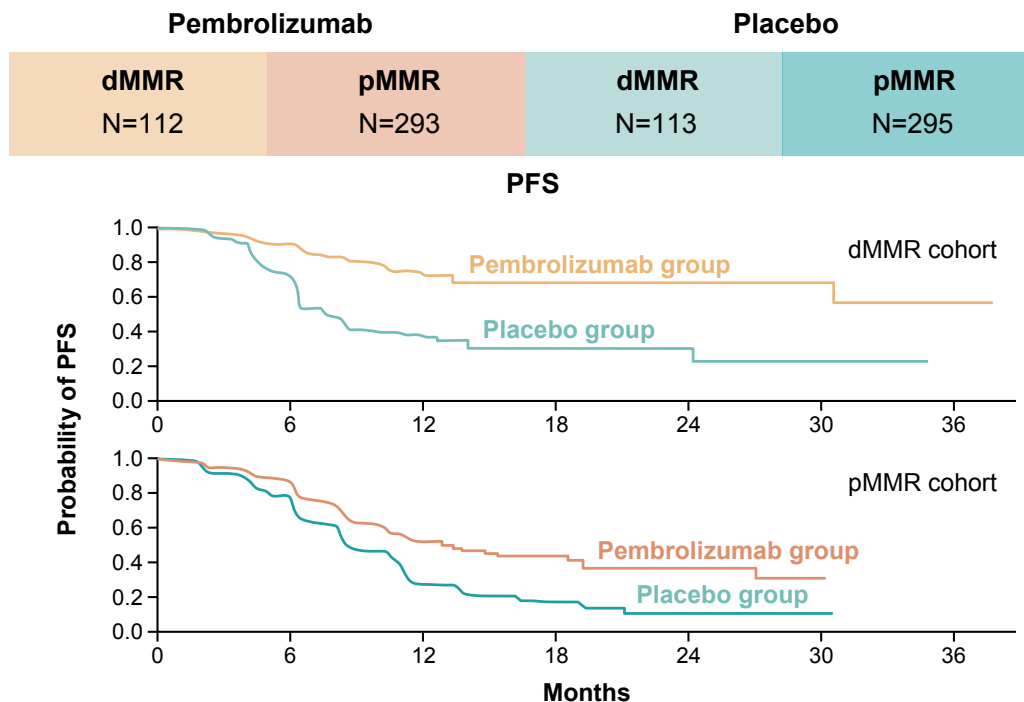 Pembrolizumab Placebo
dMMR pMMR dMMR pMMR
N=112 N=293 N=113 N=295
PFS
Probability of PFS
1.0
0.8
0.6
0.4
0.2
0.0
dMMR cohort
Pembrolizumab group
Placebo group
0 6 12 18 24 30 36
1.0
0.8
0.6
0.4
0.2
0.0
pMMR cohort
Pembrolizumab group
Placebo group
0 6 12 18 24 30 36
Months